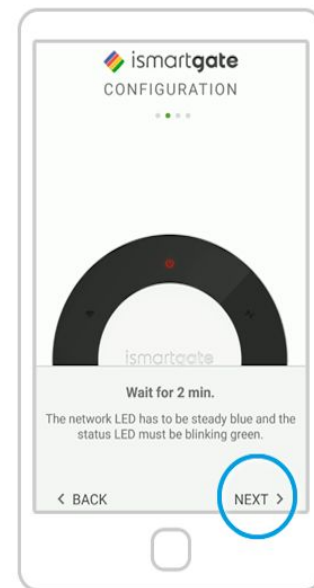 ismartgate
CONFIGURATION
ismartgate
Wait for 2 min.
The network LED has to be steady blue and the
status LED must be blinking green.
< BACK
NEXT >